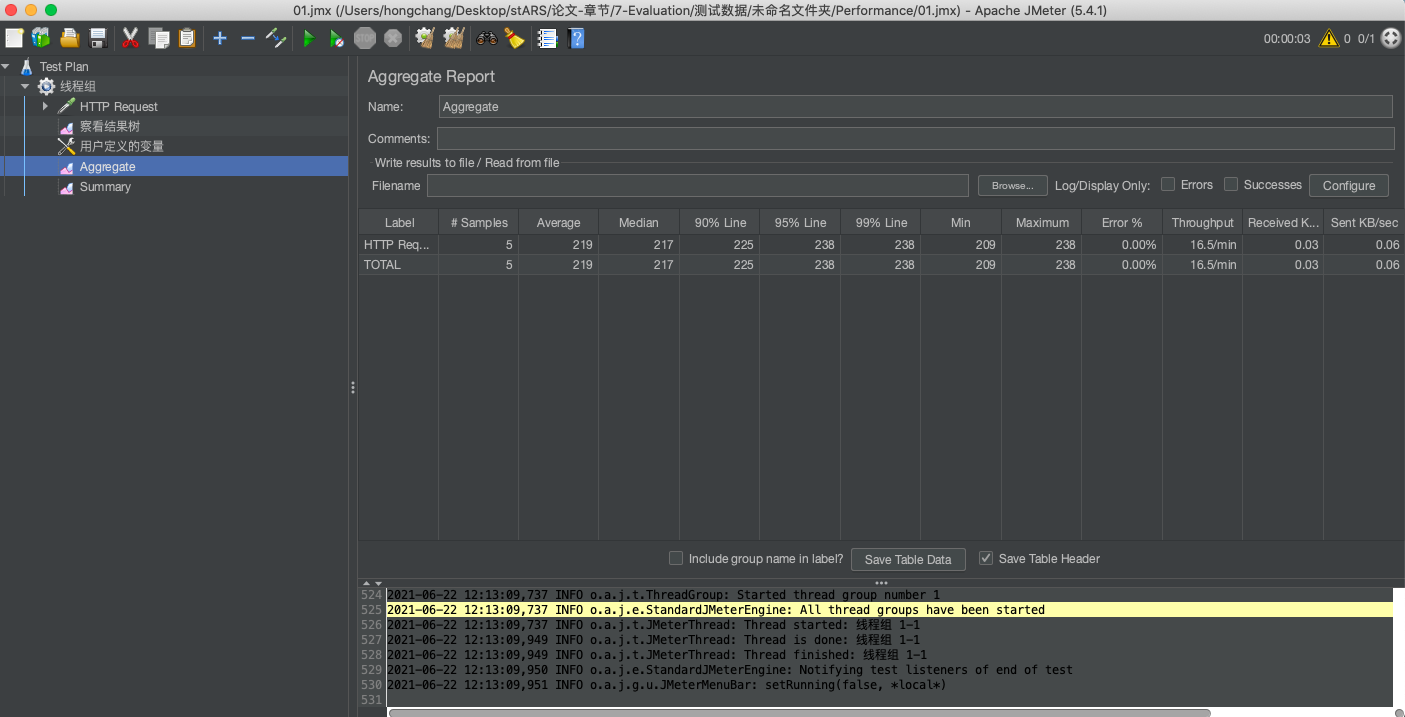 01.jmx (/Users/hongchang/Desktop/stARS/论文-章节/7-Evaluation/测试数据/未命名文件夹/Performance/01.jmx) - Apache JMeter (5.4.1)
STOP 00:00:03 0 0/1
Test Plan
线程组
HTTP Request
察看结果树
用户定义的变量
Aggregate
Summary
Aggregate Report
Name: Aggregate
Comments:
Write results to file / Read from file
Filename Browse... Log/Display Only: Errors Successes Configure
Label # Samples Average Median 90% Line 95% Line 99% Line Min Maximum Error % Throughput Received K... Sent KB/sec
HTTP Req... 5 219 217 225 238 238 209 238 0.00% 16.5/min 0.03 0.06
TOTAL 5 219 217 225 238 238 209 238 0.00% 16.5/min 0.03 0.06
Include group name in label? Save Table Data Save Table Header
524 2021-06-22 12:13:09,737 INFO o.a.j.t.ThreadGroup: Started thread group number 1
525 2021-06-22 12:13:09,737 INFO o.a.j.e.StandardJMeterEngine: All thread groups have been started
526 2021-06-22 12:13:09,737 INFO o.a.j.t.JMeterThread: Thread started: 线程组 1-1
527 2021-06-22 12:13:09,949 INFO o.a.j.t.JMeterThread: Thread is done: 线程组 1-1
528 2021-06-22 12:13:09,949 INFO o.a.j.t.JMeterThread: Thread finished: 线程组 1-1
529 2021-06-22 12:13:09,950 INFO o.a.j.e.StandardJMeterEngine: Notifying test listeners of end of test
530 2021-06-22 12:13:09,951 INFO o.a.j.g.u.JMeterMenuBar: setRunning(false, *local*)
531